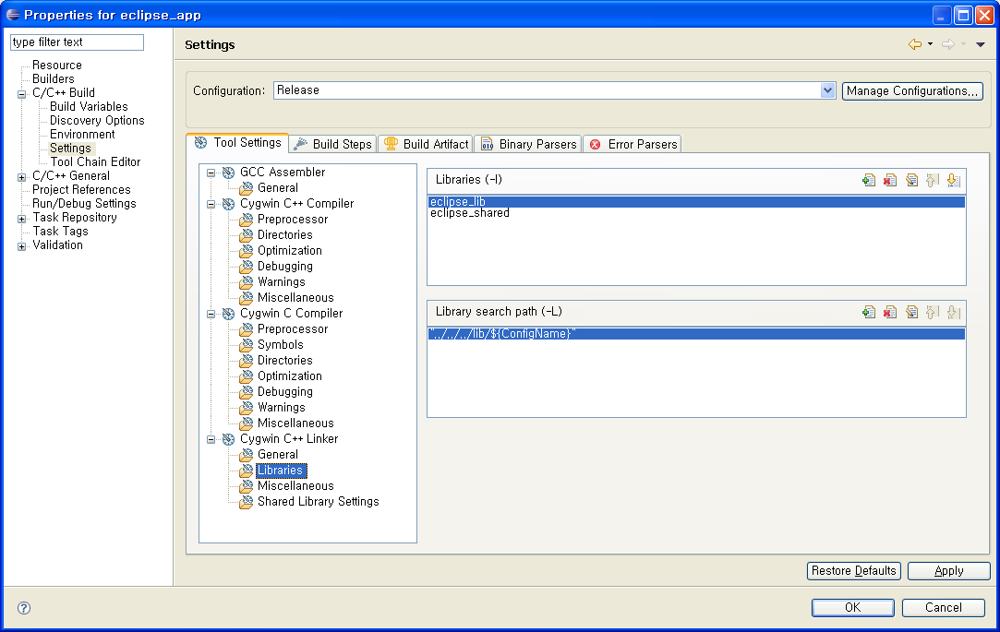 Properties for eclipse_app
type filter text
Resource
Builders
C/C++ Build
Build Variables
Discovery Options
Environment
Settings
Tool Chain Editor
C/C++ General
Project References
Run/Debug Settings
Task Repository
Task Tags
Validation
Settings
Configuration: Release Manage Configurations...
Tool Settings Build Steps Build Artifact Binary Parsers Error Parsers
GCC Assembler
General
Cygwin C++ Compiler
Preprocessor
Directories
Optimization
Debugging
Warnings
Miscellaneous
Cygwin C Compiler
Preprocessor
Symbols
Directories
Optimization
Debugging
Warnings
Miscellaneous
Cygwin C++ Linker
General
Libraries
Miscellaneous
Shared Library Settings
Libraries (-l)
eclipse_lib
eclipse_shared
Library search path (-L)
"../../../lib/${ConfigName}"
Restore Defaults Apply
OK Cancel